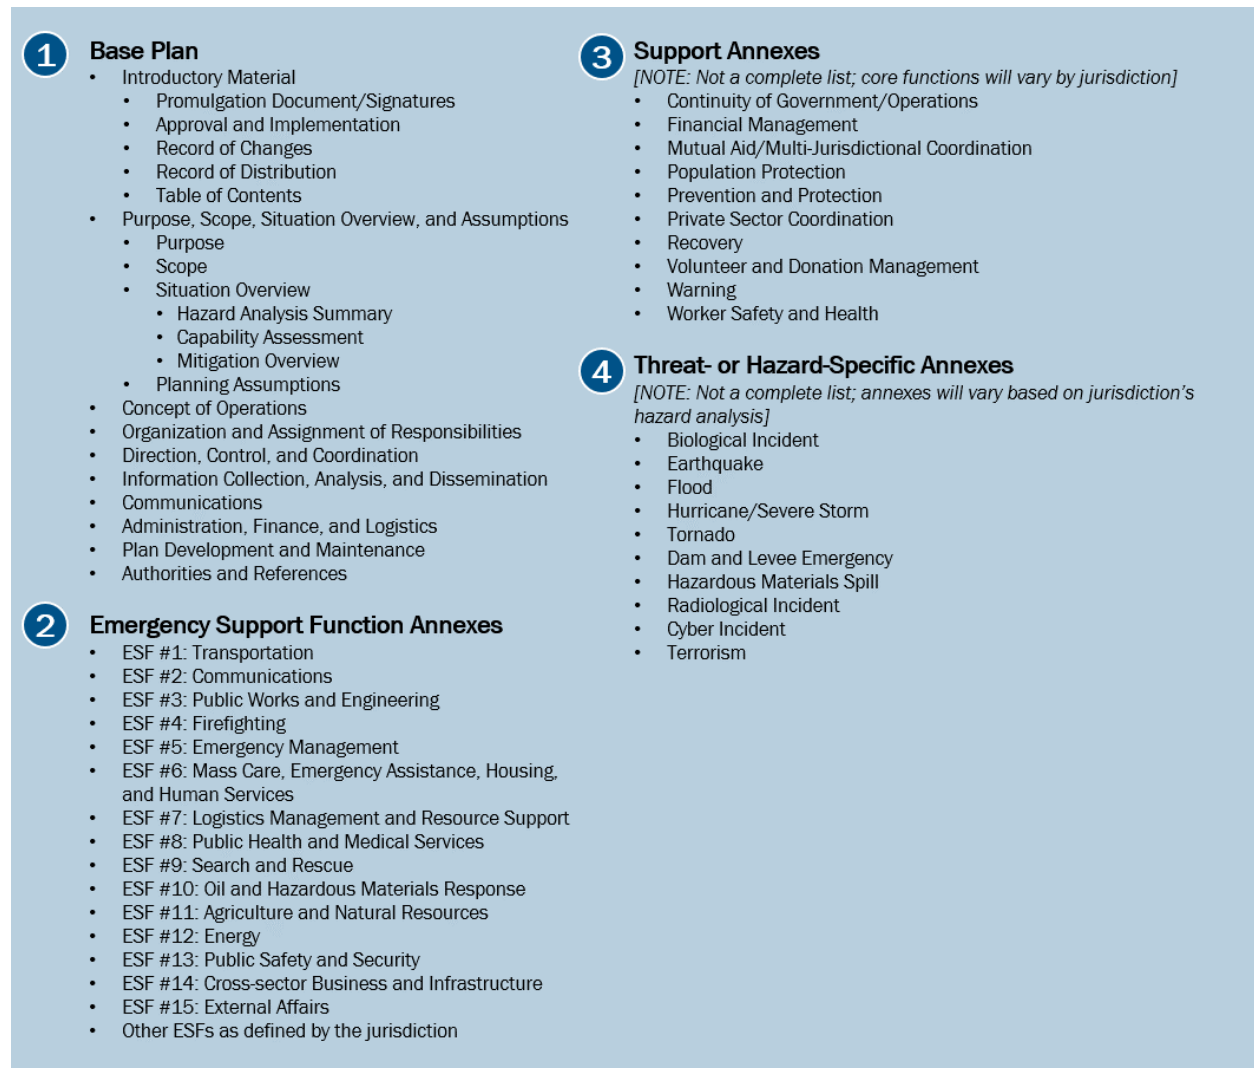 1 Base Plan
• Introductory Material
• Promulgation Document/Signatures
• Approval and Implementation
• Record of Changes
• Record of Distribution
• Table of Contents
• Purpose, Scope, Situation Overview, and Assumptions
• Purpose
• Scope
• Situation Overview
• Hazard Analysis Summary
• Capability Assessment
• Mitigation Overview
• Planning Assumptions
• Concept of Operations
• Organization and Assignment of Responsibilities
• Direction, Control, and Coordination
• Information Collection, Analysis, and Dissemination
• Communications
• Administration, Finance, and Logistics
• Plan Development and Maintenance
• Authorities and References
2 Emergency Support Function Annexes
• ESF #1: Transportation
• ESF #2: Communications
• ESF #3: Public Works and Engineering
• ESF #4: Firefighting
• ESF #5: Emergency Management
• ESF #6: Mass Care, Emergency Assistance, Housing,
and Human Services
• ESF #7: Logistics Management and Resource Support
• ESF #8: Public Health and Medical Services
• ESF #9: Search and Rescue
• ESF #10: Oil and Hazardous Materials Response
• ESF #11: Agriculture and Natural Resources
• ESF #12: Energy
• ESF #13: Public Safety and Security
• ESF #14: Cross-sector Business and Infrastructure
• ESF #15: External Affairs
• Other ESFs as defined by the jurisdiction
3 Support Annexes
[NOTE: Not a complete list; core functions will vary by jurisdiction]
• Continuity of Government/Operations
• Financial Management
• Mutual Aid/Multi-Jurisdictional Coordination
• Population Protection
• Prevention and Protection
• Private Sector Coordination
• Recovery
• Volunteer and Donation Management
• Warning
• Worker Safety and Health
4 Threat- or Hazard-Specific Annexes
[NOTE: Not a complete list; annexes will vary based on jurisdiction's
hazard analysis]
• Biological Incident
• Earthquake
• Flood
• Hurricane/Severe Storm
• Tornado
• Dam and Levee Emergency
• Hazardous Materials Spill
• Radiological Incident
• Cyber Incident
• Terrorism